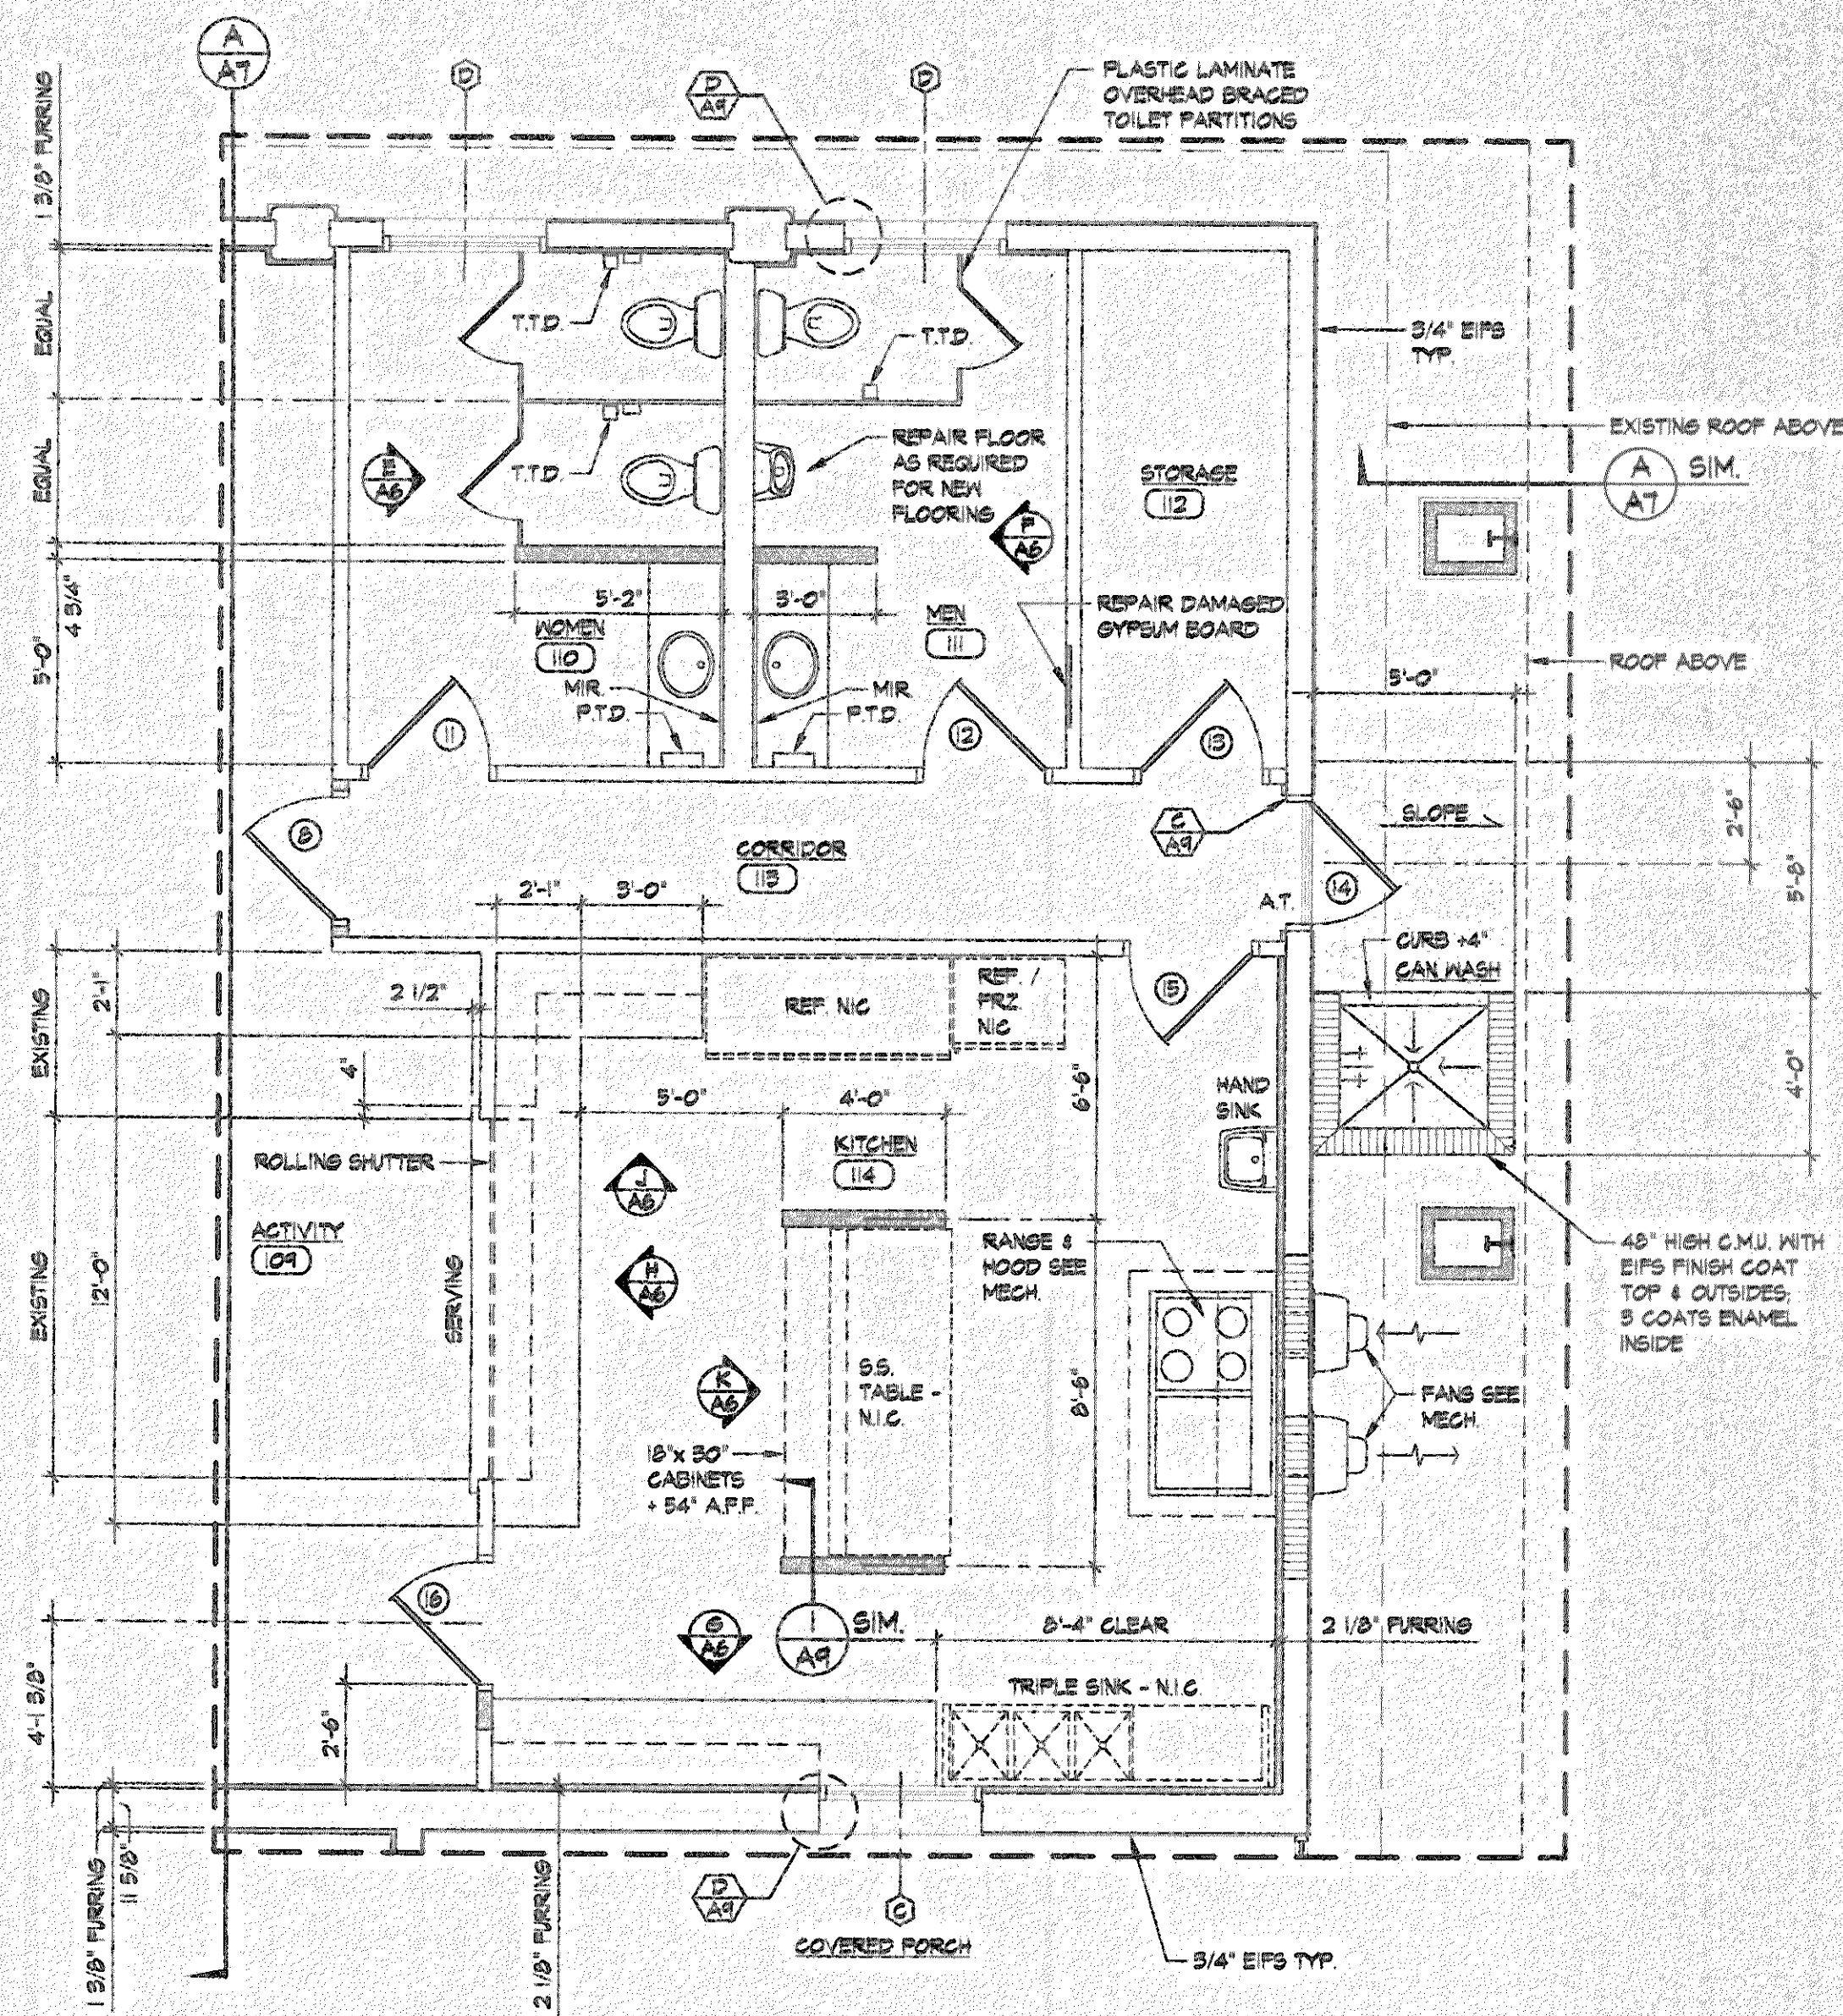 A
A7
D
D
A9
D
PLASTIC LAMINATE
OVERHEAD BRACED
TOILET PARTITIONS
1 3/8" FURRING
EQUAL
EQUAL
4 3/4"
5'-0"
T.T.D.
T.T.D.
T.T.D.
3/4" EIFS
TYP.
EXISTING ROOF ABOVE
A
A7
SIM.
E
A6
REPAIR FLOOR
AS REQUIRED
FOR NEW
FLOORING
F
A6
STORAGE
112
5'-2"
3'-0"
WOMEN
110
MEN
111
REPAIR DAMAGED
GYPSUM BOARD
ROOF ABOVE
5'-0"
MIR.
P.T.D.
MIR.
P.T.D.
11
12
13
8
CORRIDOR
113
C
A9
SLOPE
2'-6"
5'-8"
14
A.T.
2'-1"
3'-0"
CURB +4"
CAN WASH
EXISTING
2'-1"
2 1/2"
4"
REF. NIC
REF. /
FRZ.
NIC
15
6'-6"
4'-0"
HAND
SINK
5'-0"
4'-0"
KITCHEN
114
ROLLING SHUTTER
J
A6
ACTIVITY
109
SERVING
H
A6
RANGE &
HOOD SEE
MECH.
48" HIGH C.M.U. WITH
EIFS FINISH COAT
TOP & OUTSIDES;
3 COATS ENAMEL
INSIDE
EXISTING
12'-0"
K
A6
S.S.
TABLE -
N.I.C.
8'-6"
FANS SEE
MECH.
18" x 30"
CABINETS
+ 54" A.F.F.
16
G
A6
1
A9
SIM.
8'-4" CLEAR
2 1/8" FURRING
4'-1 3/8"
2'-6"
TRIPLE SINK - N.I.C.
1 3/8" FURRING
11 5/8"
2 1/8" FURRING
D
A9
C
COVERED PORCH
3/4" EIFS TYP.